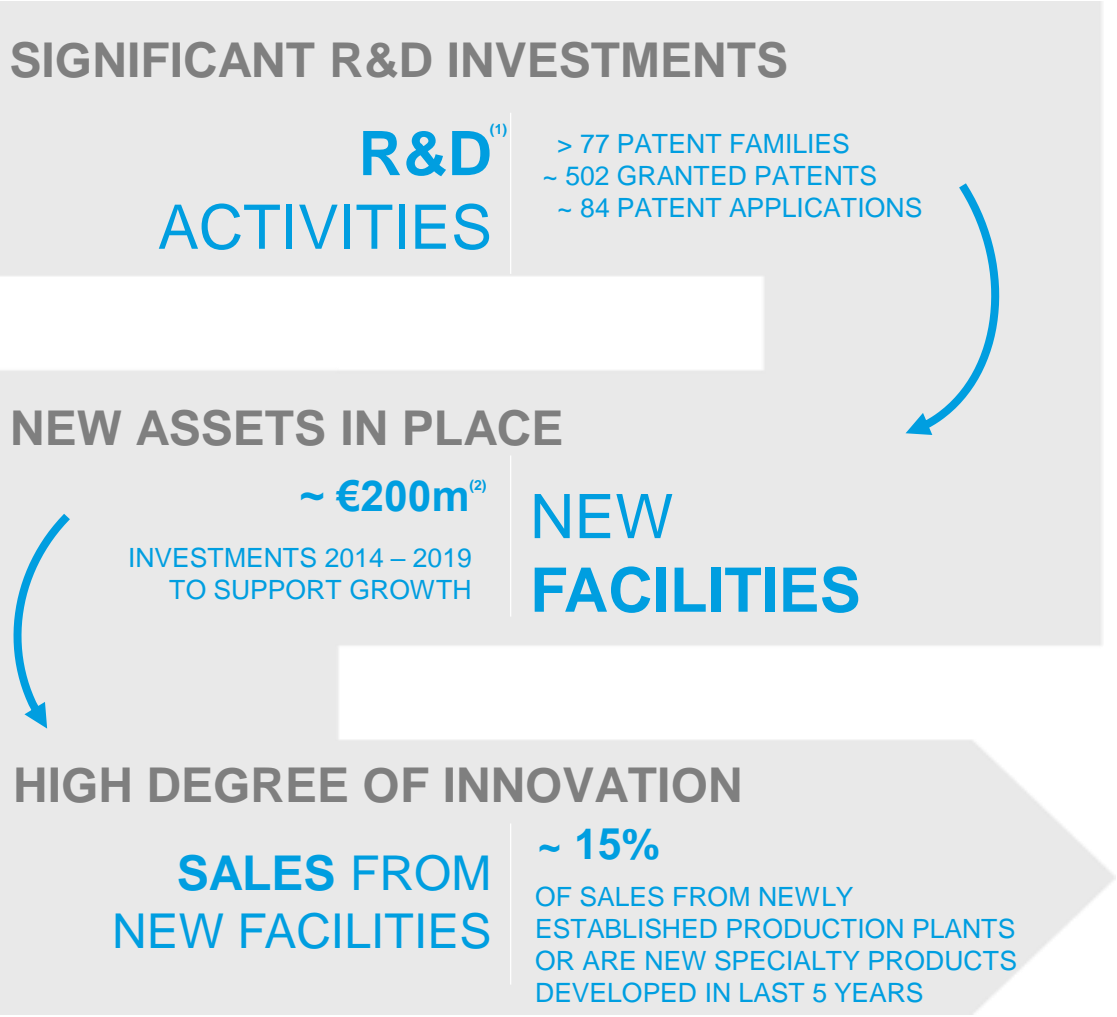 SIGNIFICANT R&D INVESTMENTS
R&D(1)
ACTIVITIES
> 77 PATENT FAMILIES
~ 502 GRANTED PATENTS
~ 84 PATENT APPLICATIONS
NEW ASSETS IN PLACE
~ €200m(2)
INVESTMENTS 2014 – 2019
TO SUPPORT GROWTH
NEW
FACILITIES
HIGH DEGREE OF INNOVATION
SALES FROM
NEW FACILITIES
~ 15%
OF SALES FROM NEWLY
ESTABLISHED PRODUCTION PLANTS
OR ARE NEW SPECIALTY PRODUCTS
DEVELOPED IN LAST 5 YEARS